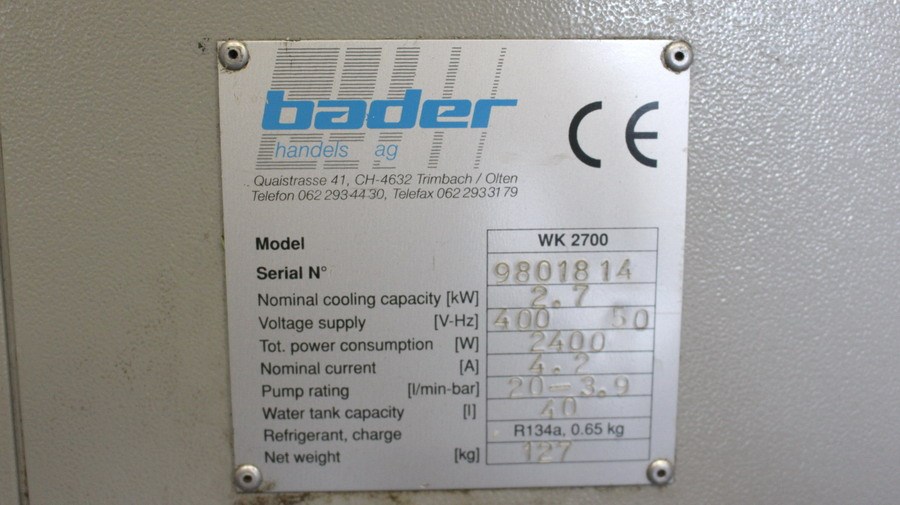 bader
handels ag
CE
Quaistrasse 41, CH-4632 Trimbach / Olten
Telefon 062 293 44 30, Telefax 062 293 31 79
Model WK 2700
Serial N° 9801814
Nominal cooling capacity [kW] 2.7
Voltage supply [V-Hz] 400 50
Tot. power consumption [W] 2400
Nominal current [A] 4.2
Pump rating [l/min-bar] 20-3.9
Water tank capacity [l] 40
Refrigerant, charge R134a, 0.65 kg
Net weight [kg] 127